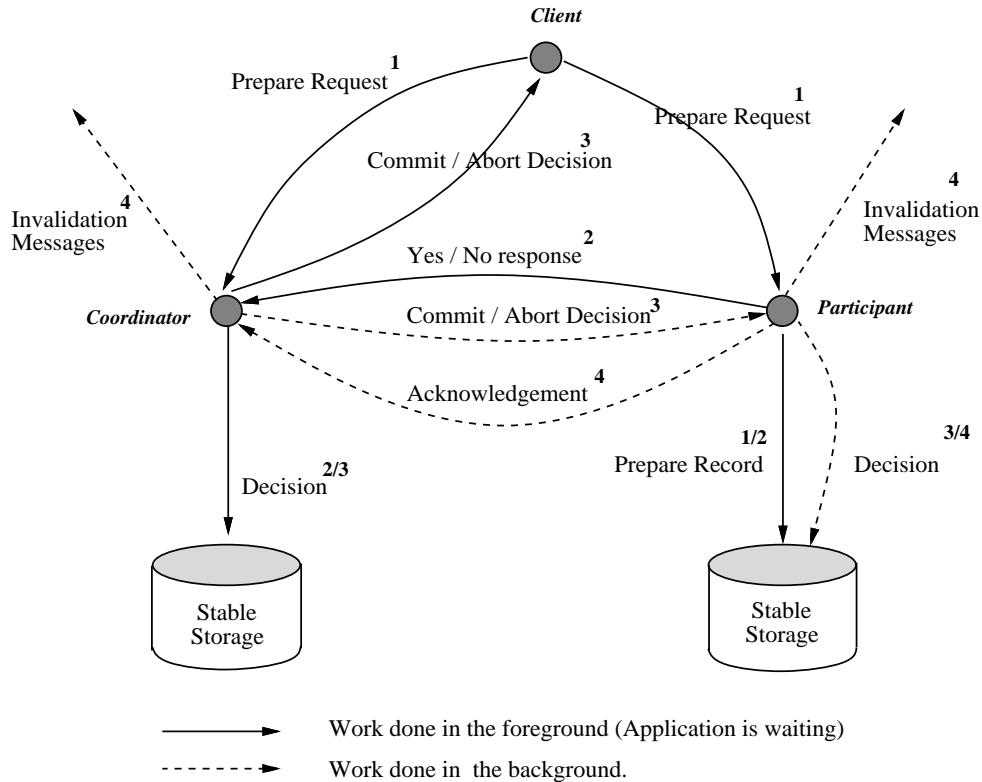 Client
Prepare Request 1
1
Prepare Request
3
Commit / Abort Decision
4
Invalidation
Messages
4
Invalidation
Messages
Yes / No response 2
Coordinator
Commit / Abort Decision 3
Participant
Acknowledgement 4
1/2
Prepare Record
3/4
Decision
Decision 2/3
Stable
Storage
Stable
Storage
Work done in the foreground (Application is waiting)
Work done in the background.